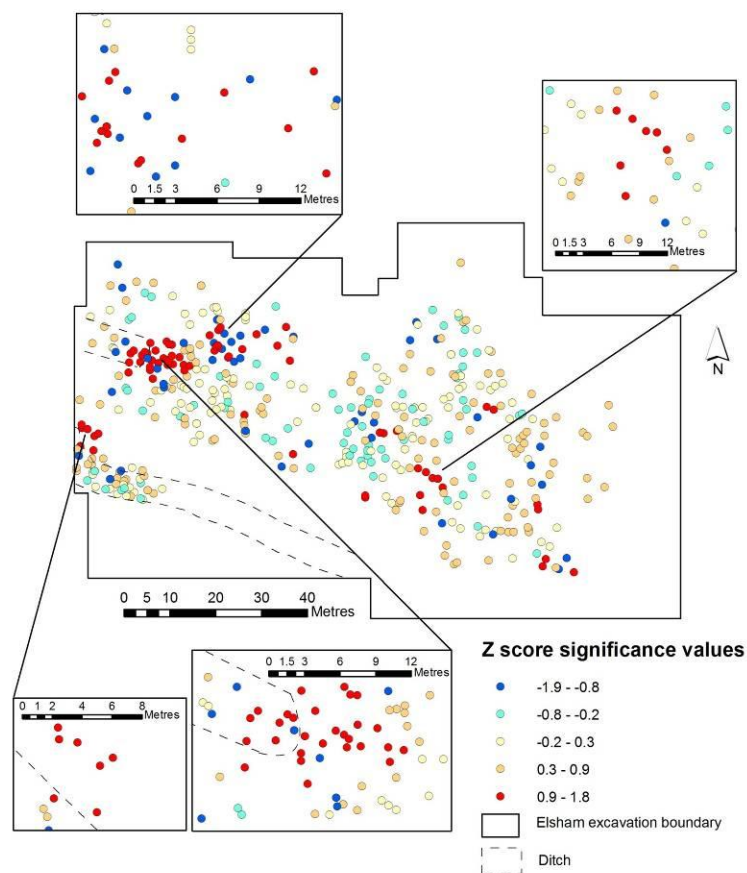 0 1.5 3 6 9 12
Metres
0 1.5 3 6 9 12
Metres
N
0 5 10 20 30 40
Metres
0 1 2 4 6 8
Metres
0 1.5 3 6 9 12
Metres
Z score significance values
-1.9 - -0.8
-0.8 - -0.2
-0.2 - 0.3
0.3 - 0.9
0.9 - 1.8
Elsham excavation boundary
Ditch